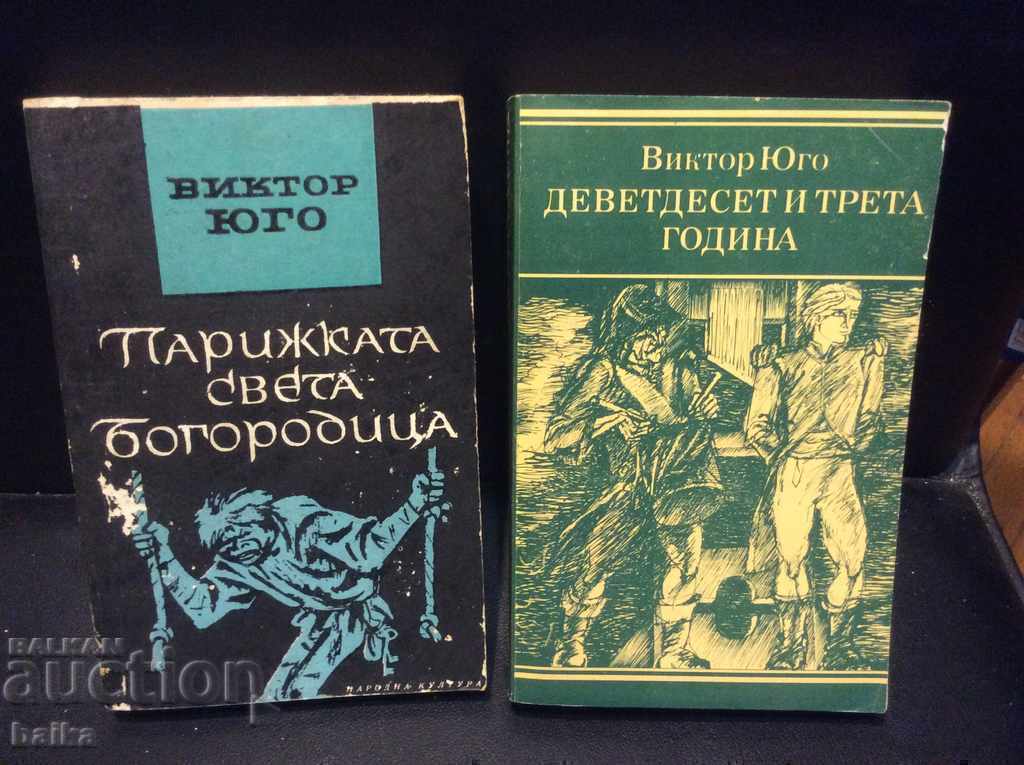 ВИКТОР
ЮГО
ПАРИЖКАТА
СВЕТА
БОГОРОДИЦА
НАРОДНА КУЛТУРА
Виктор Юго
ДЕВЕТДЕСЕТ И ТРЕТА
ГОДИНА
BALKAN
auction
baika